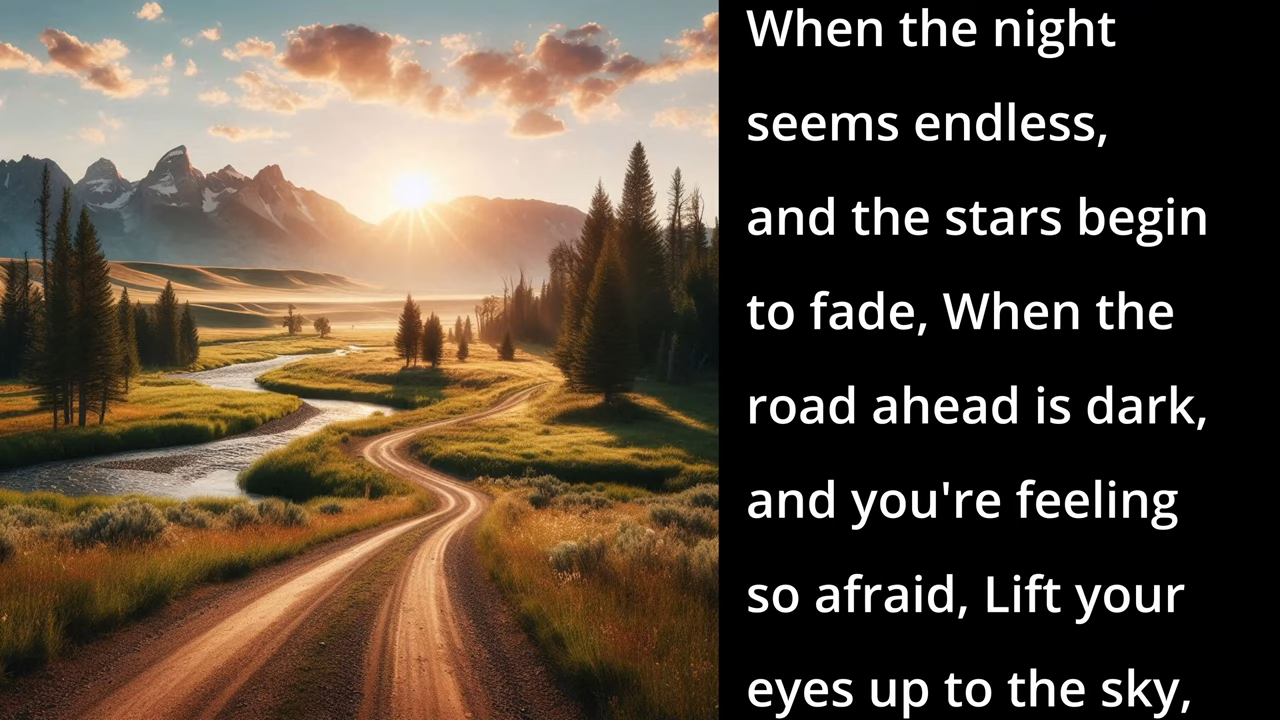 When the night
seems endless,
and the stars begin
to fade, When the
road ahead is dark,
and you're feeling
so afraid, Lift your
eyes up to the sky,